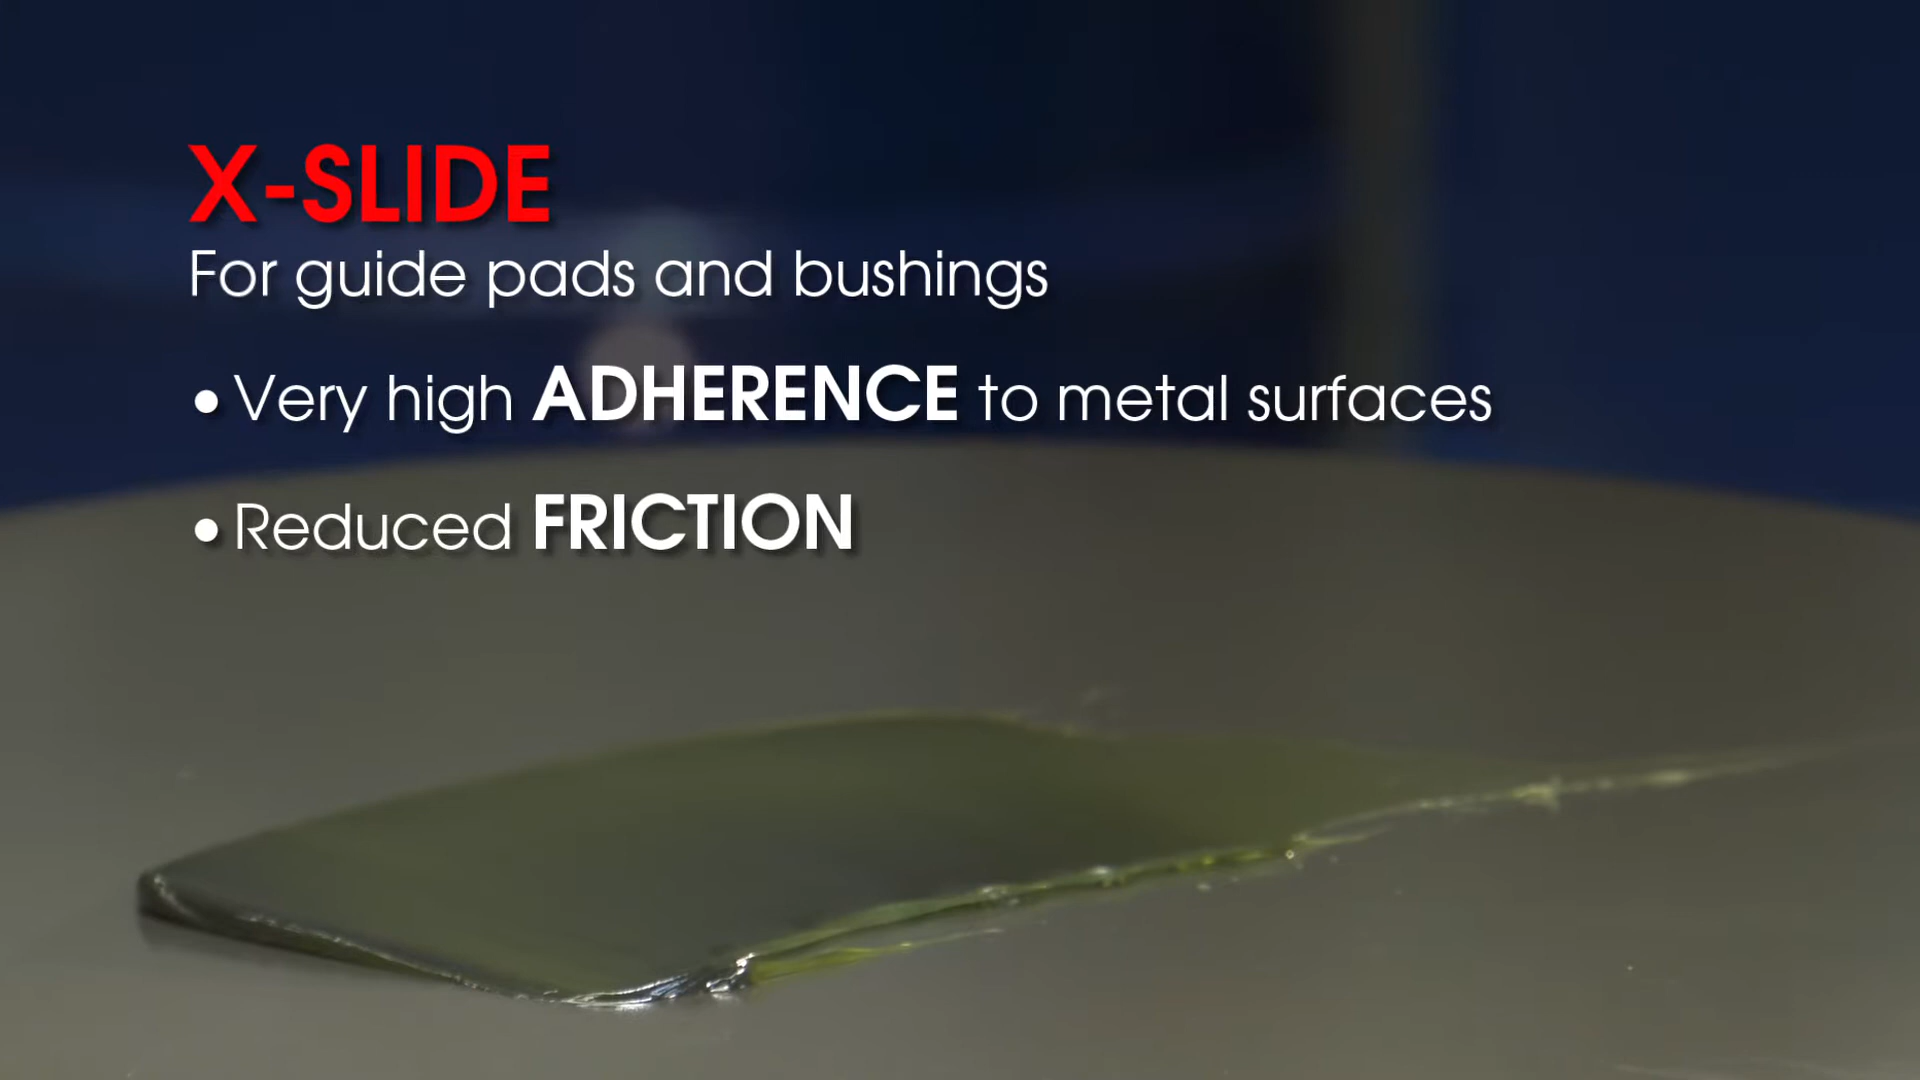 X-SLIDE
For guide pads and bushings
• Very high ADHERENCE to metal surfaces
• Reduced FRICTION